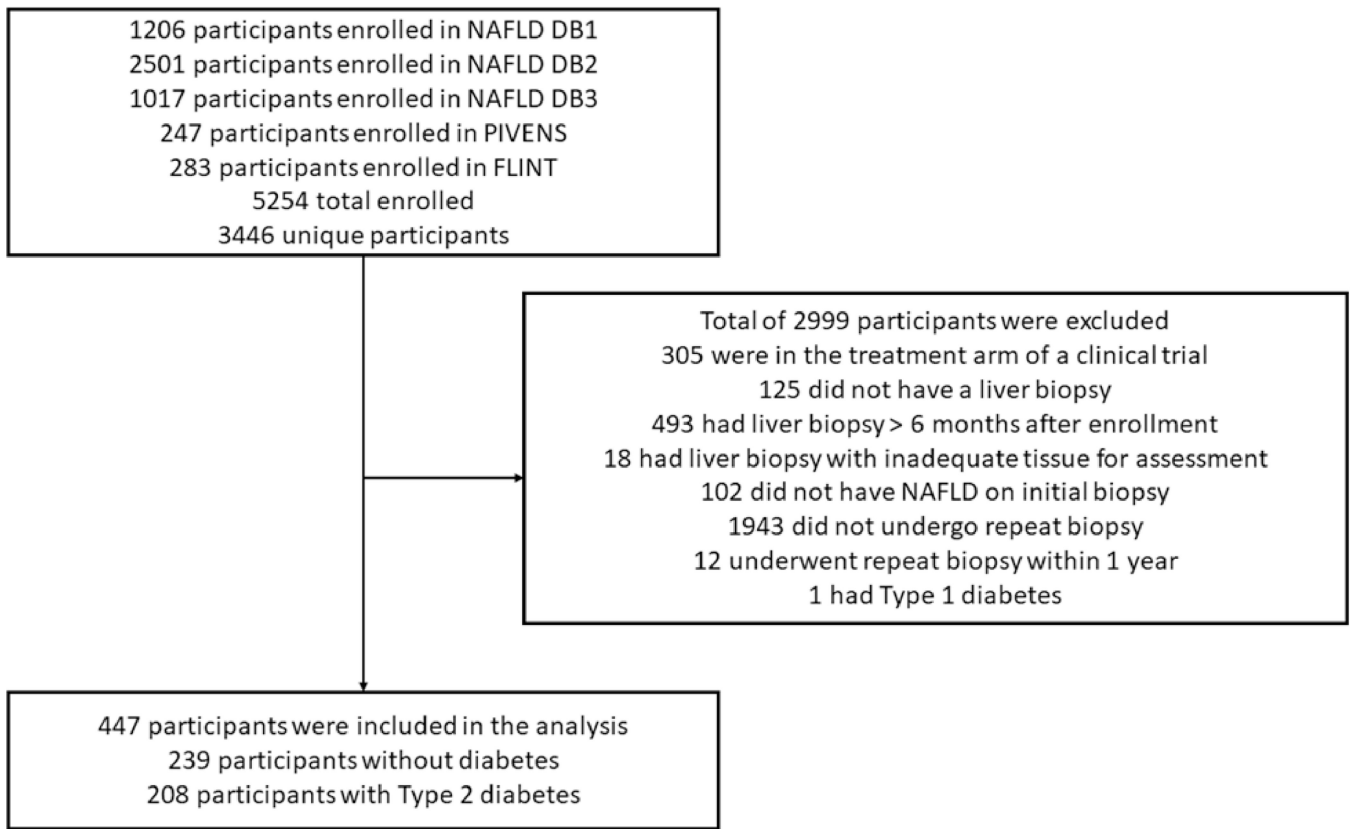 1206 participants enrolled in NAFLD DB1
2501 participants enrolled in NAFLD DB2
1017 participants enrolled in NAFLD DB3
247 participants enrolled in PIVENS
283 participants enrolled in FLINT
5254 total enrolled
3446 unique participants
Total of 2999 participants were excluded
305 were in the treatment arm of a clinical trial
125 did not have a liver biopsy
493 had liver biopsy > 6 months after enrollment
18 had liver biopsy with inadequate tissue for assessment
102 did not have NAFLD on initial biopsy
1943 did not undergo repeat biopsy
12 underwent repeat biopsy within 1 year
1 had Type 1 diabetes
447 participants were included in the analysis
239 participants without diabetes
208 participants with Type 2 diabetes